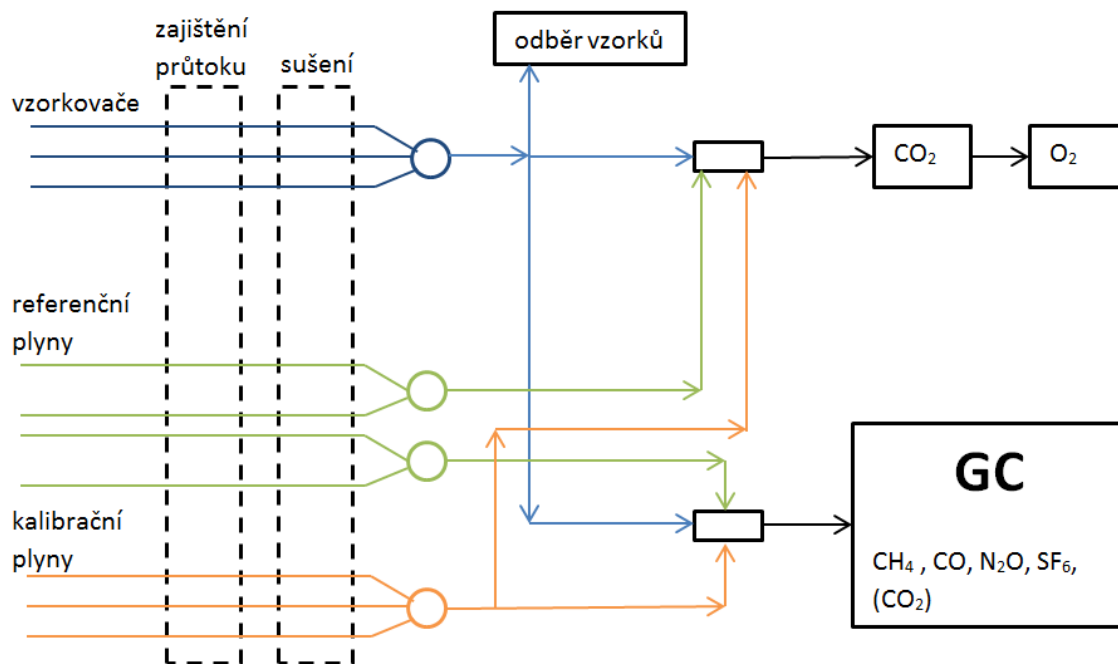 zajištění
průtoku
sušení
odběr vzorků
vzorkovače
CO₂
O₂
referenční
plyny
kalibrační
plyny
GC
CH₄ , CO, N₂O, SF₆,
(CO₂)